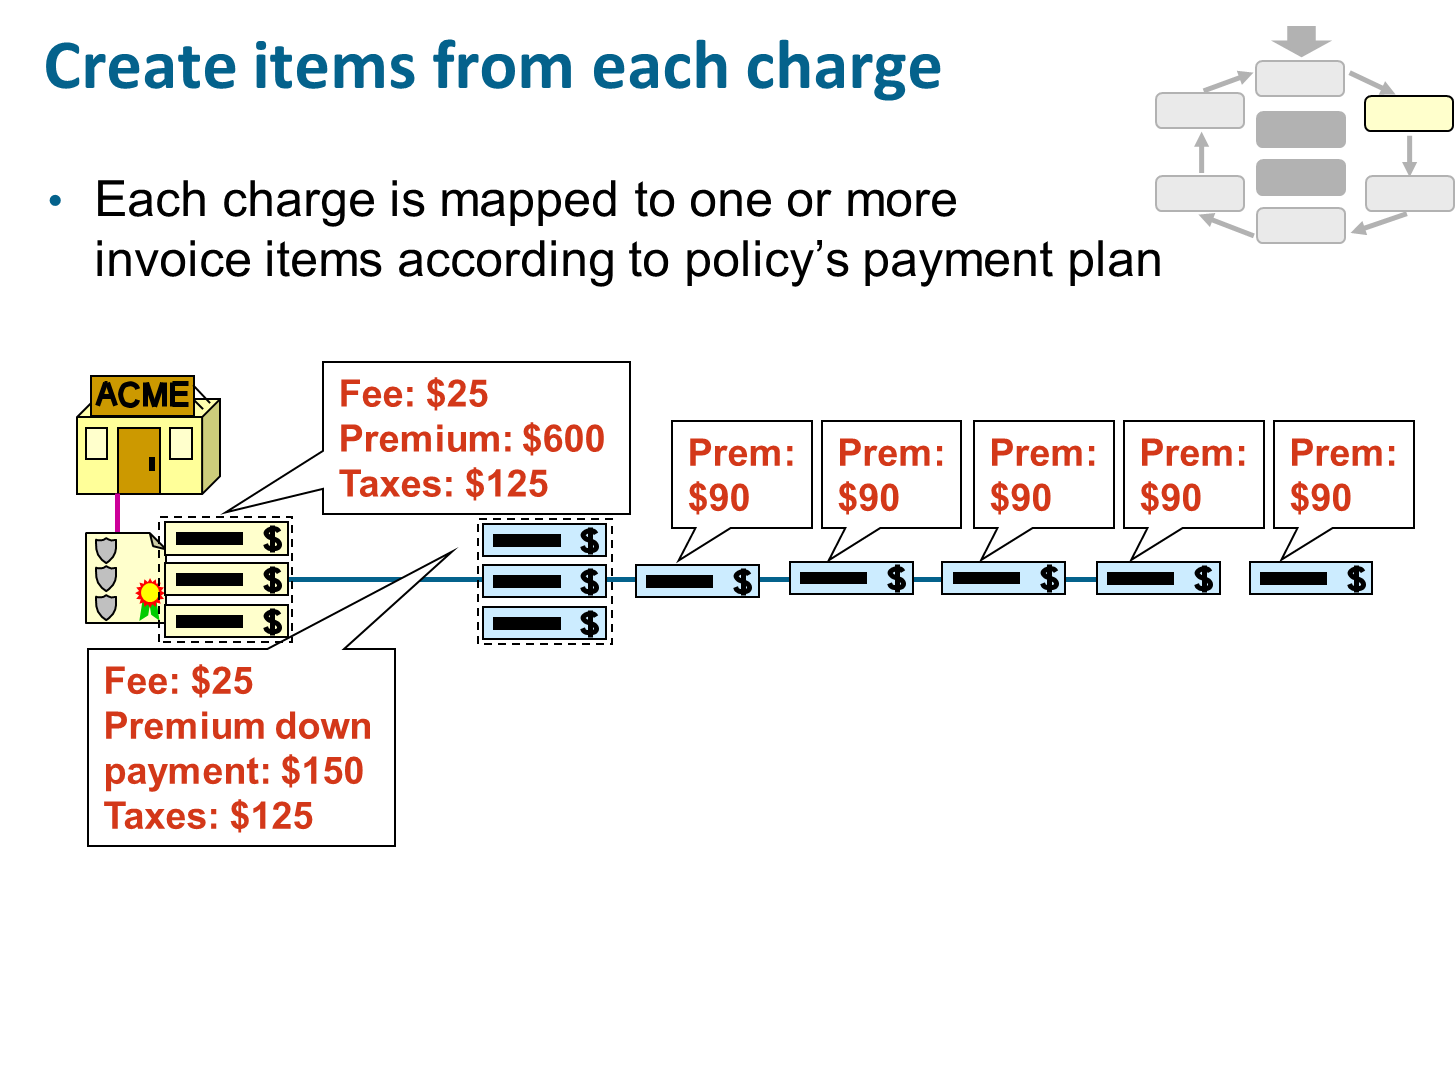 Create items from each charge
• Each charge is mapped to one or more
invoice items according to policy’s payment plan
ACME
Fee: $25
Premium: $600
Taxes: $125
Prem:
$90
Prem:
$90
Prem:
$90
Prem:
$90
Prem:
$90
$
$
$
$
$
$
$
$
$
$
$
Fee: $25
Premium down
payment: $150
Taxes: $125